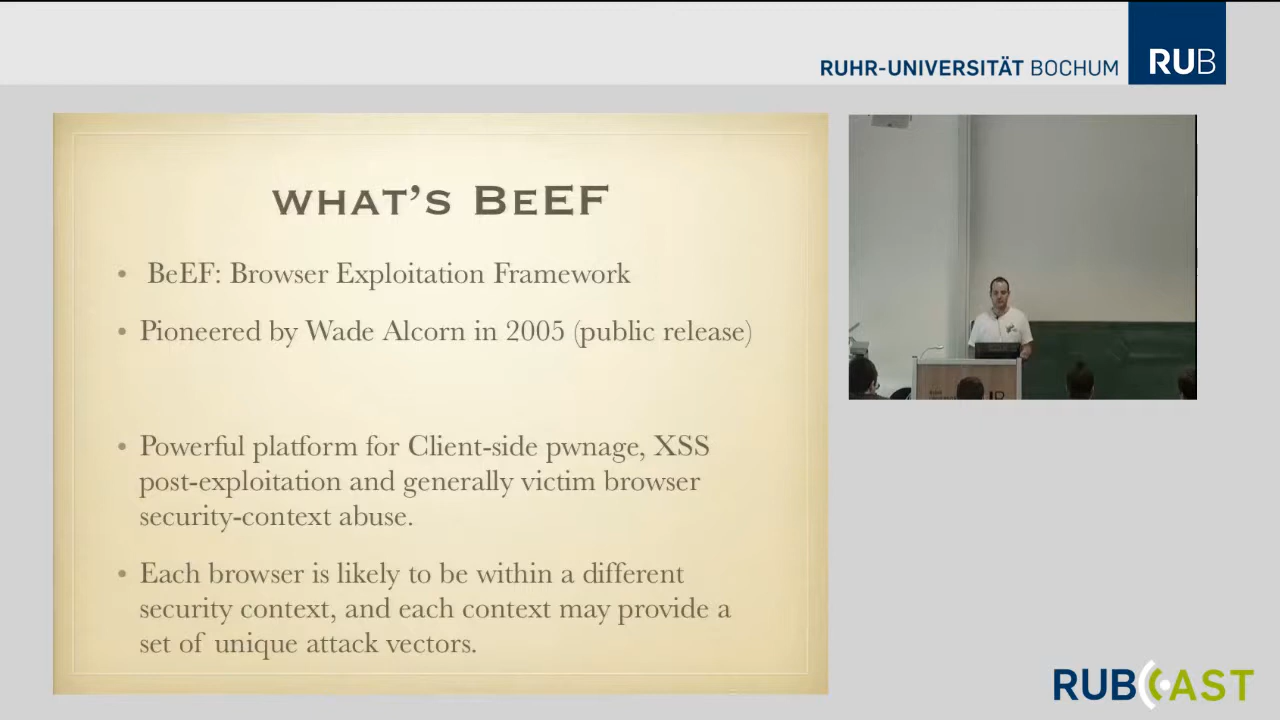 RUHR-UNIVERSITÄT BOCHUM
RUB
WHAT'S BEEF
• BeEF: Browser Exploitation Framework
• Pioneered by Wade Alcorn in 2005 (public release)
• Powerful platform for Client-side pwnage, XSS
post-exploitation and generally victim browser
security-context abuse.
• Each browser is likely to be within a different
security context, and each context may provide a
set of unique attack vectors.
RUBCAST